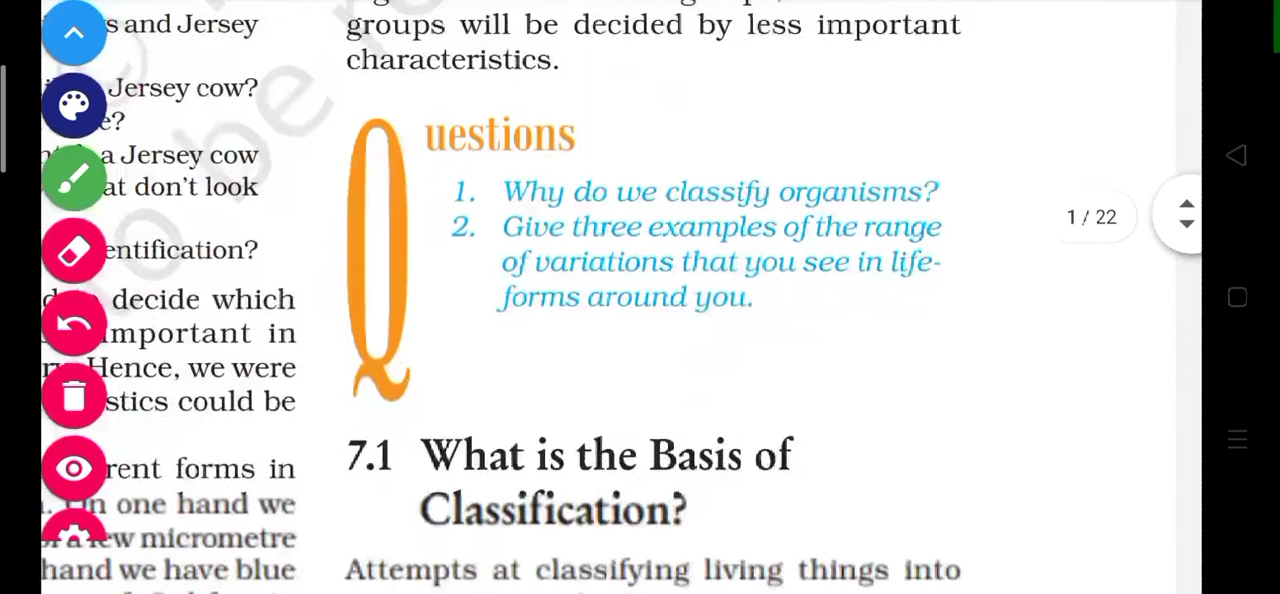 s and Jersey
Jersey cow?
e?
a Jersey cow
at don't look
entification?
decide which
important in
Hence, we were
stics could be
rent forms in
n one hand we
ew micrometre
hand we have blue
groups will be decided by less important
characteristics.
Questions
1. Why do we classify organisms?
2. Give three examples of the range
of variations that you see in life-
forms around you.
7.1 What is the Basis of
Classification?
Attempts at classifying living things into
1 / 22